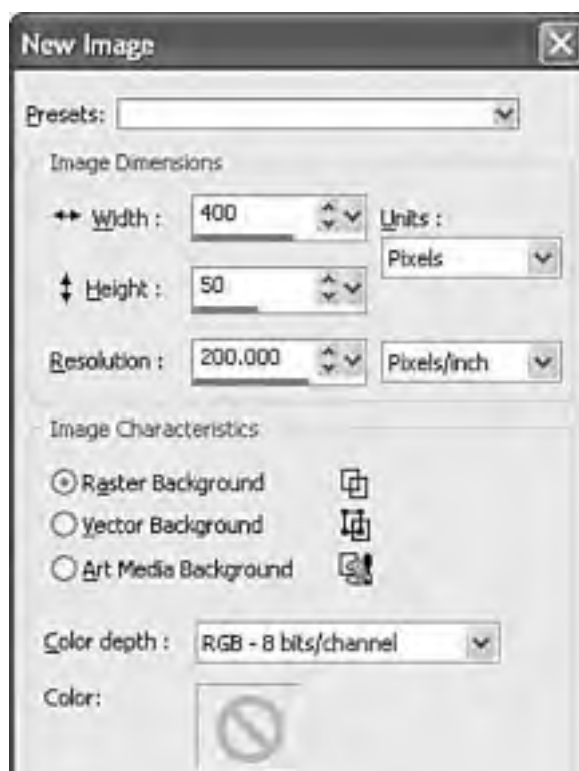 New Image
Presets:
Image Dimensions
Width : 400 Units :
Pixels
Height : 50
Resolution : 200.000 Pixels/inch
Image Characteristics
Raster Background
Vector Background
Art Media Background
Color depth : RGB - 8 bits/channel
Color: